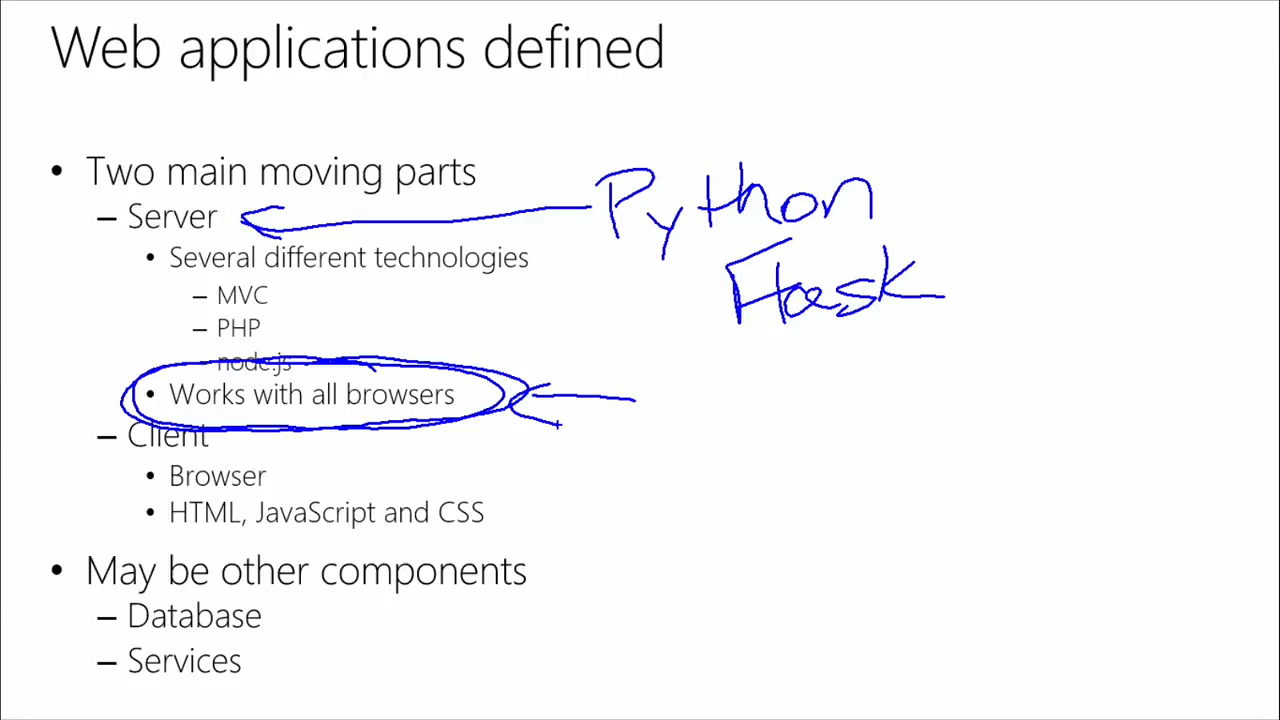 Web applications defined
• Two main moving parts
– Server
Python
Flask
• Several different technologies
– MVC
– PHP
– node.js
• Works with all browsers
– Client
• Browser
• HTML, JavaScript and CSS
• May be other components
– Database
– Services